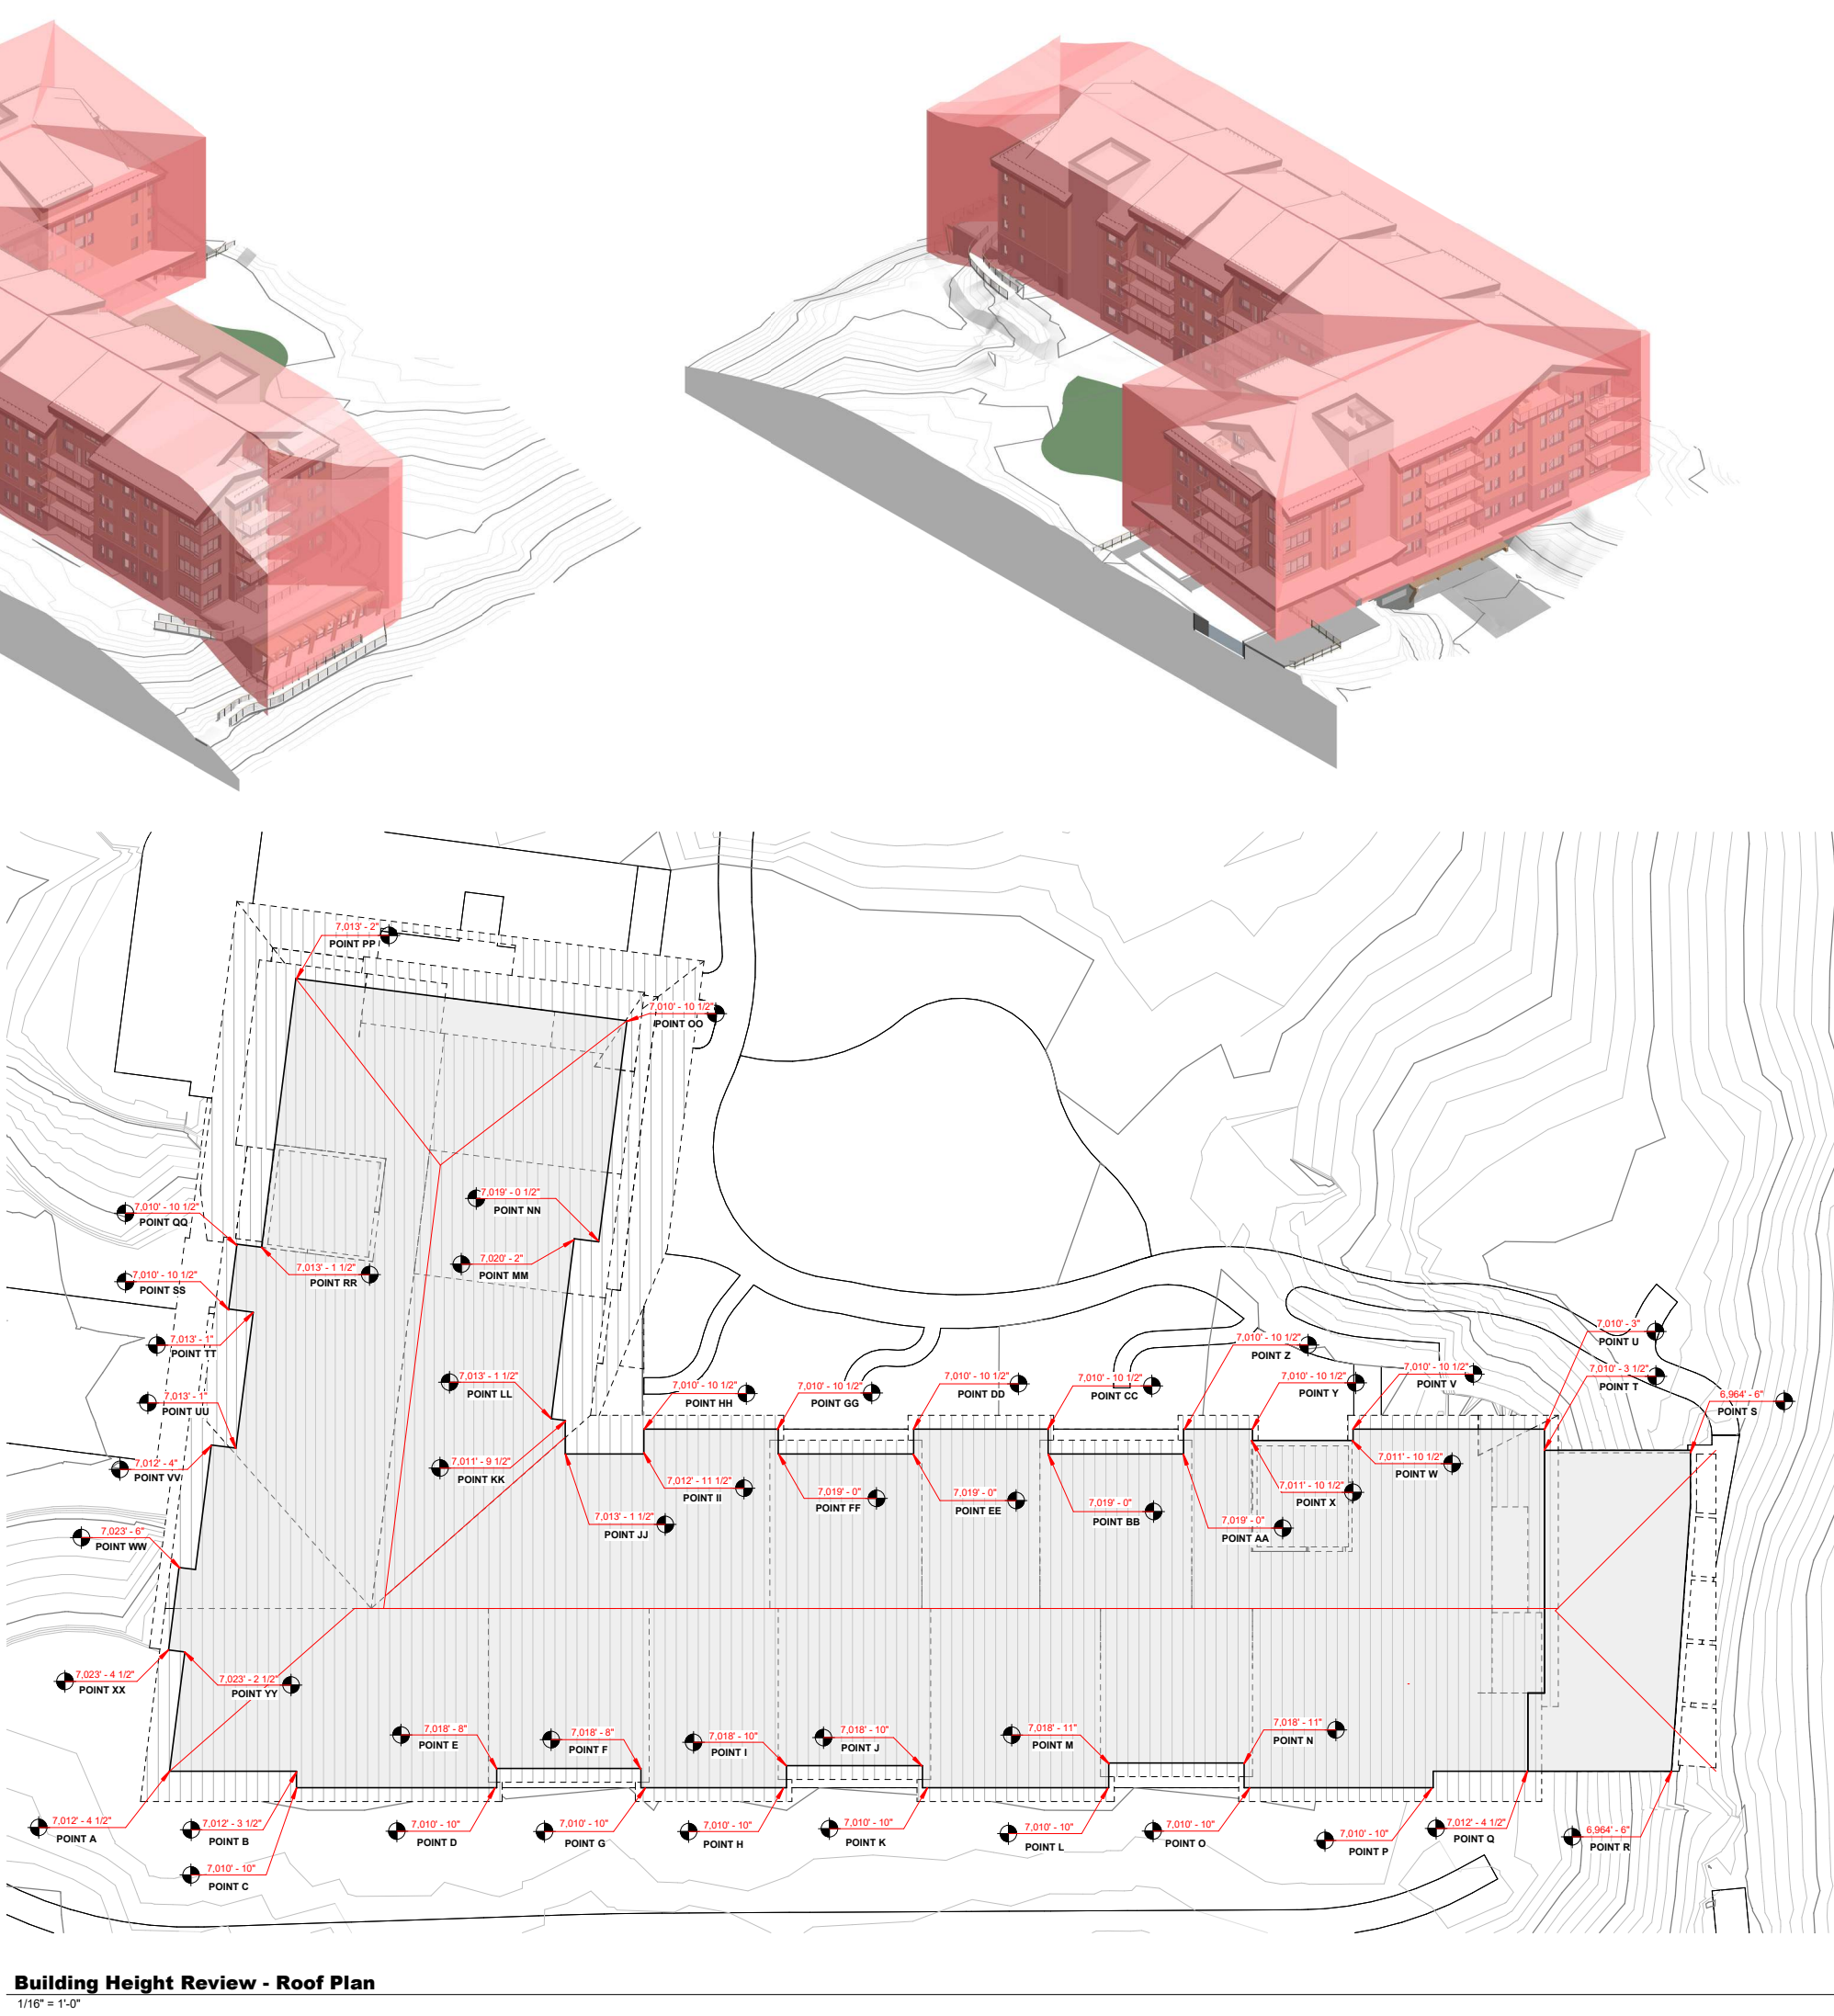 7,013' - 2"
POINT PP
7,010' - 10 1/2"
POINT OO
7,019' - 0 1/2"
POINT NN
7,010' - 10 1/2"
POINT QQ
7,020' - 2"
POINT MM
7,013' - 1 1/2"
POINT RR
7,010' - 10 1/2"
POINT SS
7,013' - 1"
POINT TT
7,010' - 3"
POINT U
7,010' - 10 1/2"
POINT Z
7,010' - 10 1/2"
POINT V
7,010' - 3 1/2"
POINT T
7,013' - 1 1/2"
POINT LL
7,010' - 10 1/2"
POINT HH
7,010' - 10 1/2"
POINT GG
7,010' - 10 1/2"
POINT DD
7,010' - 10 1/2"
POINT CC
7,010' - 10 1/2"
POINT Y
6,964' - 6"
POINT S
7,013' - 1"
POINT UU
7,012' - 4"
POINT VV
7,011' - 9 1/2"
POINT KK
7,011' - 10 1/2"
POINT W
7,012' - 11 1/2"
POINT II
7,019' - 0"
POINT FF
7,019' - 0"
POINT EE
7,019' - 0"
POINT BB
7,011' - 10 1/2"
POINT X
7,013' - 1 1/2"
POINT JJ
7,019' - 0"
POINT AA
7,023' - 6"
POINT WW
7,023' - 4 1/2"
POINT XX
7,023' - 2 1/2"
POINT YY
7,018' - 8"
POINT E
7,018' - 8"
POINT F
7,018' - 10"
POINT I
7,018' - 10"
POINT J
7,018' - 11"
POINT M
7,018' - 11"
POINT N
7,012' - 4 1/2"
POINT A
7,012' - 3 1/2"
POINT B
7,010' - 10"
POINT D
7,010' - 10"
POINT G
7,010' - 10"
POINT H
7,010' - 10"
POINT K
7,010' - 10"
POINT L
7,010' - 10"
POINT O
7,010' - 10"
POINT P
7,012' - 4 1/2"
POINT Q
6,964' - 6"
POINT R
7,010' - 10"
POINT C
Building Height Review - Roof Plan
1/16" = 1'-0"